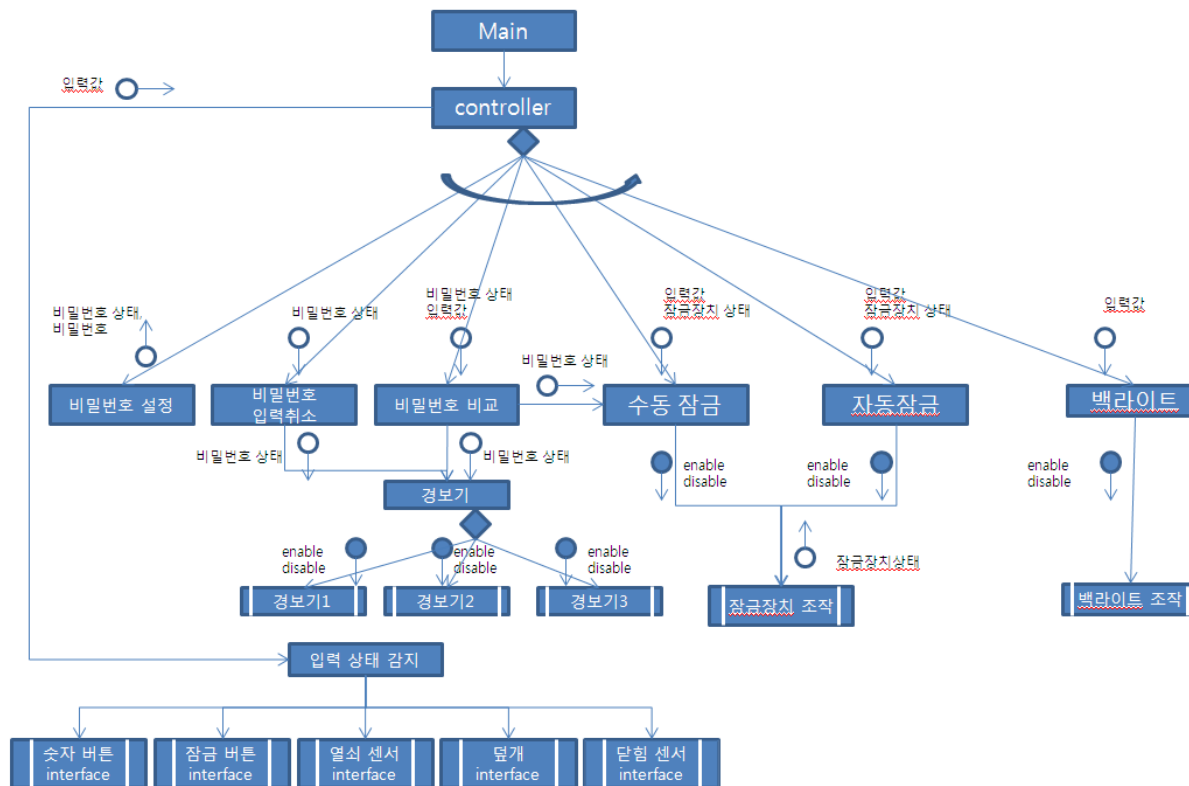 Main
입력값
controller
비밀번호 상태,
비밀번호
비밀번호 상태
비밀번호 상태
입력값
비밀번호 상태
입력값
잠금장치 상태
입력값
잠금장치 상태
입력값
비밀번호 설정
비밀번호
입력취소
비밀번호 비교
수동 잠금
자동잠금
백라이트
비밀번호 상태
비밀번호 상태
enable
disable
enable
disable
enable
disable
경보기
enable
disable
enable
disable
enable
disable
잠금장치상태
경보기1
경보기2
경보기3
잠금장치 조작
백라이트 조작
입력 상태 감지
숫자 버튼
interface
잠금 버튼
interface
열쇠 센서
interface
덮개
interface
닫힘 센서
interface